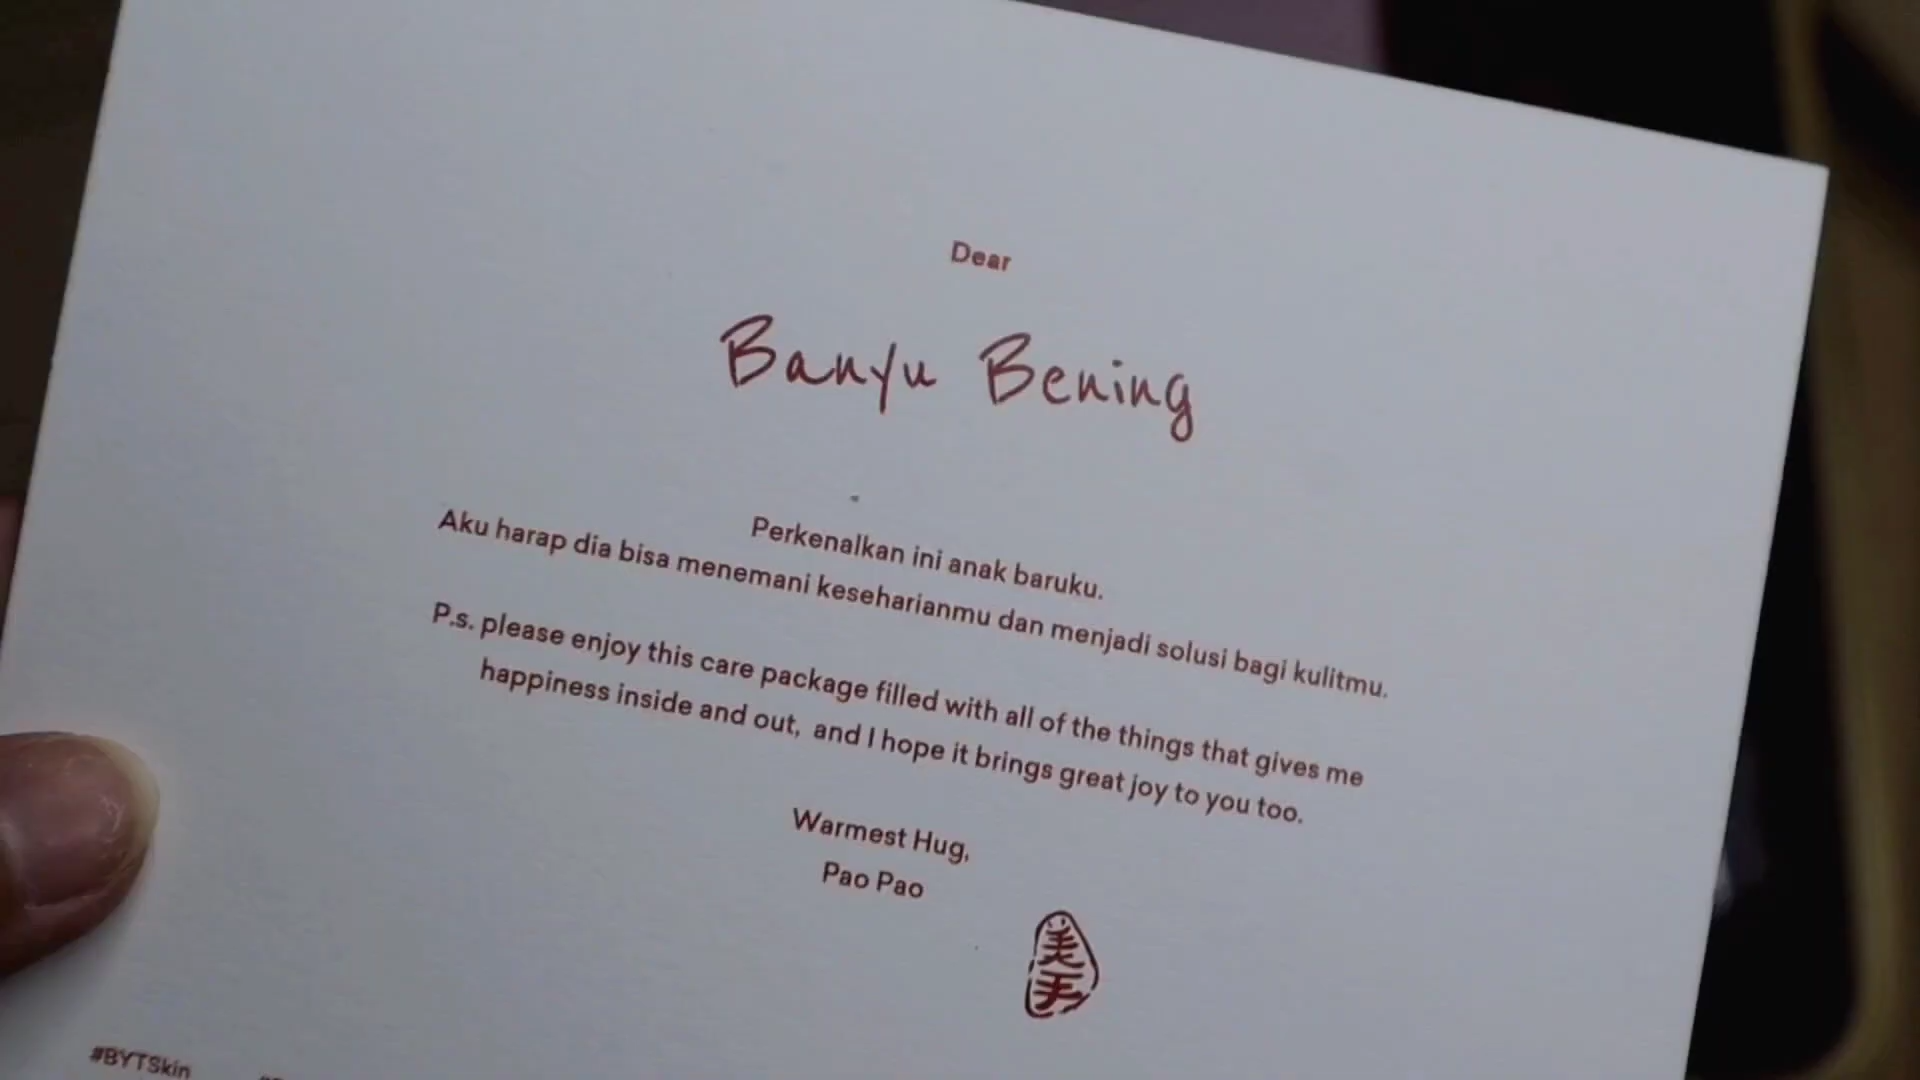 Dear
Banyu Bening
Perkenalkan ini anak baruku.
Aku harap dia bisa menemani keseharianmu dan menjadi solusi bagi kulitmu.
P.s. please enjoy this care package filled with all of the things that gives me
happiness inside and out, and I hope it brings great joy to you too.
Warmest Hug,
Pao Pao
#BYTSkin